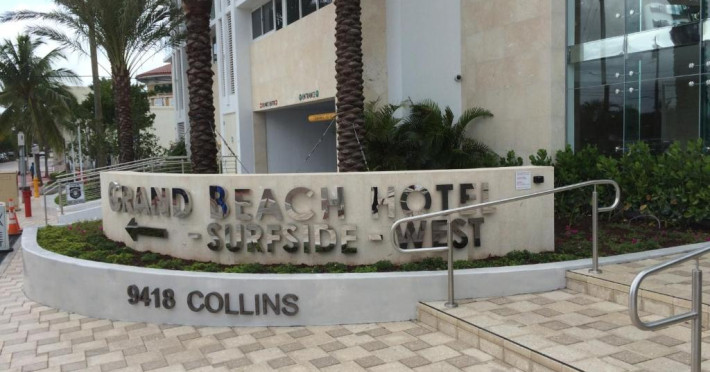 GRAND BEACH HOTEL
- SURFSIDE - WEST
9418 COLLINS